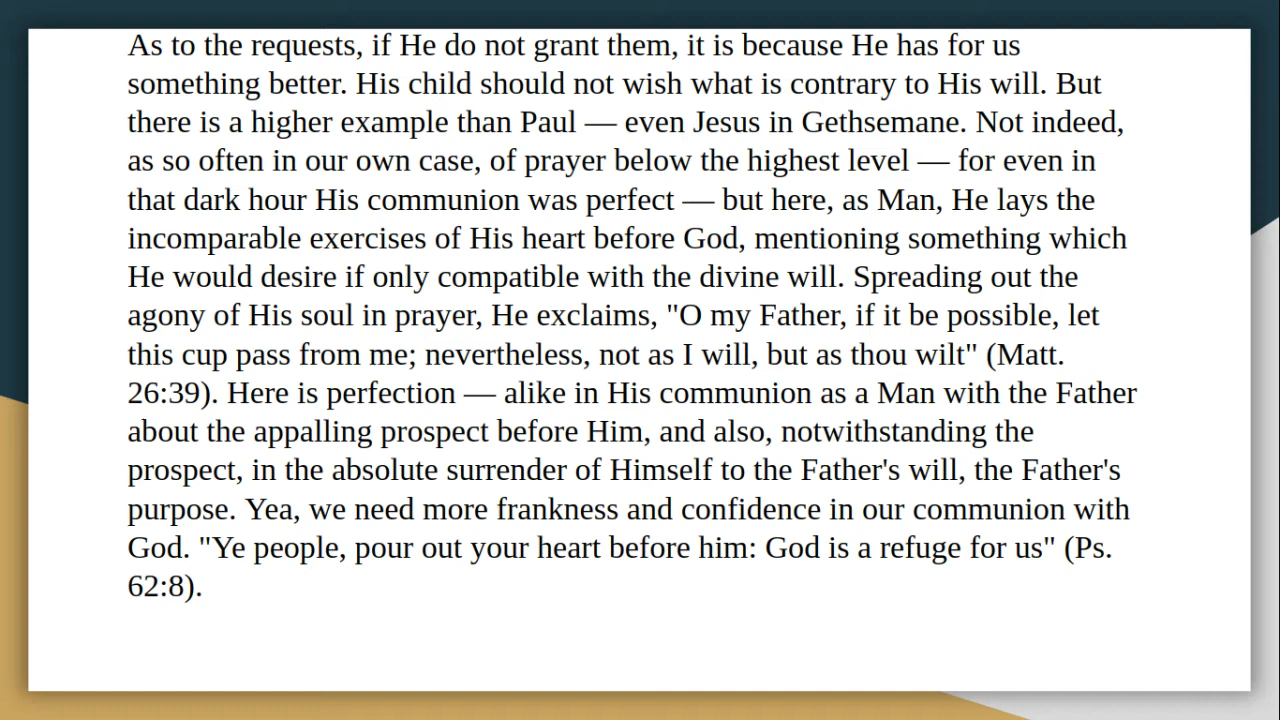 As to the requests, if He do not grant them, it is because He has for us
something better. His child should not wish what is contrary to His will. But
there is a higher example than Paul — even Jesus in Gethsemane. Not indeed,
as so often in our own case, of prayer below the highest level — for even in
that dark hour His communion was perfect — but here, as Man, He lays the
incomparable exercises of His heart before God, mentioning something which
He would desire if only compatible with the divine will. Spreading out the
agony of His soul in prayer, He exclaims, "O my Father, if it be possible, let
this cup pass from me; nevertheless, not as I will, but as thou wilt" (Matt.
26:39). Here is perfection — alike in His communion as a Man with the Father
about the appalling prospect before Him, and also, notwithstanding the
prospect, in the absolute surrender of Himself to the Father's will, the Father's
purpose. Yea, we need more frankness and confidence in our communion with
God. "Ye people, pour out your heart before him: God is a refuge for us" (Ps.
62:8).